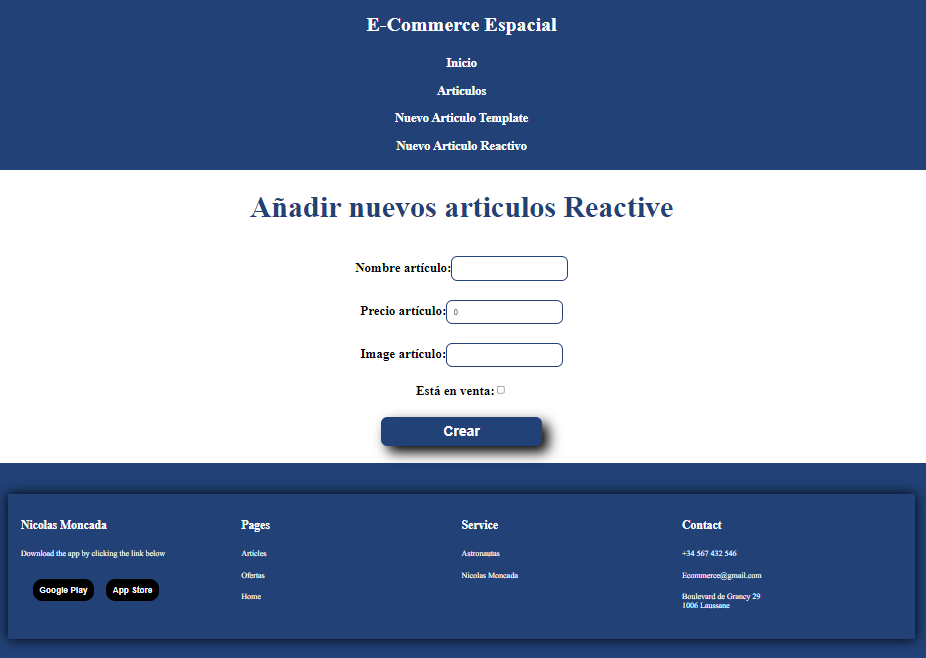 E-Commerce Espacial
Inicio
Articulos
Nuevo Articulo Template
Nuevo Articulo Reactivo
Añadir nuevos articulos Reactive
Nombre artículo:
Precio artículo: 0
Image artículo:
Está en venta:
Crear
Nicolas Moncada
Download the app by clicking the link below
Google Play App Store
Pages
Articles
Ofertas
Home
Service
Astronautas
Nicolas Moncada
Contact
+34 567 432 546
Ecommerce@gmail.com
Boulevard de Grancy 29
1006 Laussane